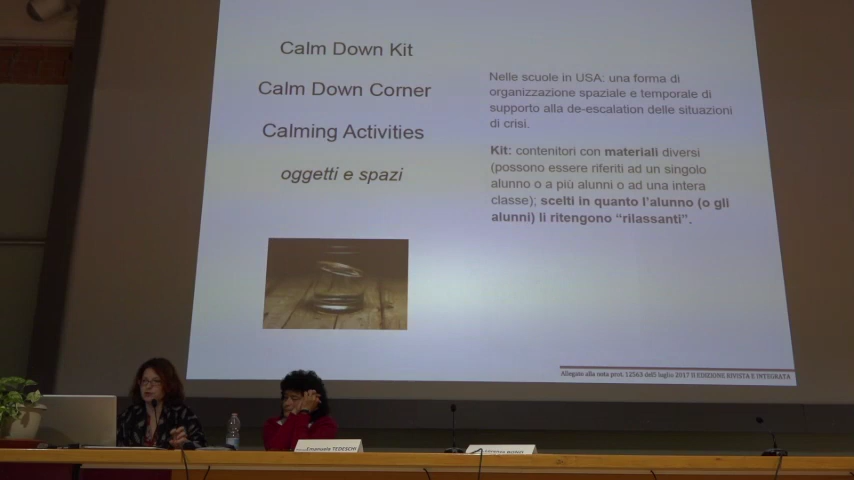 Calm Down Kit
Calm Down Corner
Calming Activities
oggetti e spazi
Nelle scuole in USA: una forma di
organizzazione spaziale e temporale di
supporto alla de-escalation delle situazioni
di crisi.
Kit: contenitori con materiali diversi
(possono essere riferiti ad un singolo
alunno o a più alunni o ad una intera
classe); scelti in quanto l'alunno (o gli
alunni) li ritengono “rilassanti”.
Allegato alla nota prot. 12563 dell5 luglio 2017 II EDIZIONE RIVISTA E INTEGRATA
Emanuela TEDESCHI